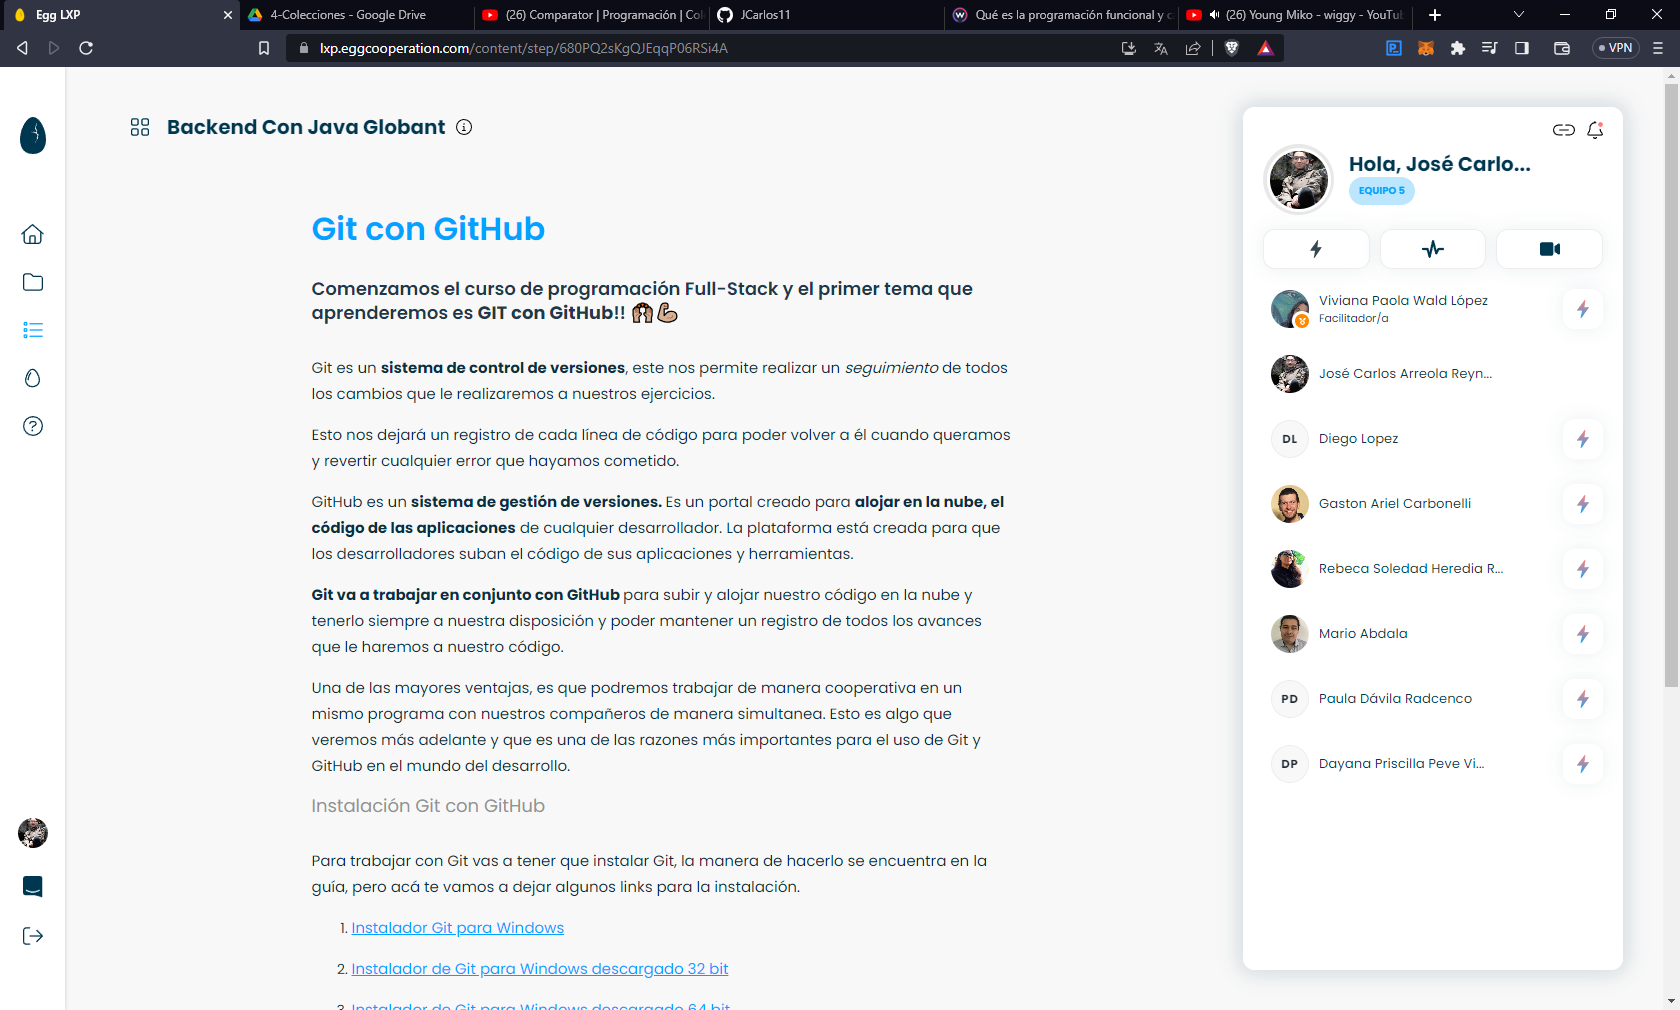 Egg LXP
4-Colecciones - Google Drive
(26) Comparator | Programación | Col
JCarlos11
Qué es la programación funcional y c
(26) Young Miko - wiggy - YouTub
lxp.eggcooperation.com/content/step/680PQ2sKgQJEqqP06RSi4A
VPN
Backend Con Java Globant
Git con GitHub
Comenzamos el curso de programación Full-Stack y el primer tema que
aprenderemos es GIT con GitHub!!
Git es un sistema de control de versiones, este nos permite realizar un seguimiento de todos
los cambios que le realizaremos a nuestros ejercicios.
Esto nos dejará un registro de cada línea de código para poder volver a él cuando queramos
y revertir cualquier error que hayamos cometido.
GitHub es un sistema de gestión de versiones. Es un portal creado para alojar en la nube, el
código de las aplicaciones de cualquier desarrollador. La plataforma está creada para que
los desarrolladores suban el código de sus aplicaciones y herramientas.
Git va a trabajar en conjunto con GitHub para subir y alojar nuestro código en la nube y
tenerlo siempre a nuestra disposición y poder mantener un registro de todos los avances
que le haremos a nuestro código.
Una de las mayores ventajas, es que podremos trabajar de manera cooperativa en un
mismo programa con nuestros compañeros de manera simultanea. Esto es algo que
veremos más adelante y que es una de las razones más importantes para el uso de Git y
GitHub en el mundo del desarrollo.
Instalación Git con GitHub
Para trabajar con Git vas a tener que instalar Git, la manera de hacerlo se encuentra en la
guía, pero acá te vamos a dejar algunos links para la instalación.
1. Instalador Git para Windows
2. Instalador de Git para Windows descargado 32 bit
3. Instalador de Git para Windows descargado 64 bit
Hola, José Carlo...
EQUIPO 5
Viviana Paola Wald López
Facilitador/a
José Carlos Arreola Reyn...
DL
Diego Lopez
Gaston Ariel Carbonelli
Rebeca Soledad Heredia R...
Mario Abdala
PD
Paula Dávila Radcenco
DP
Dayana Priscilla Peve Vi...